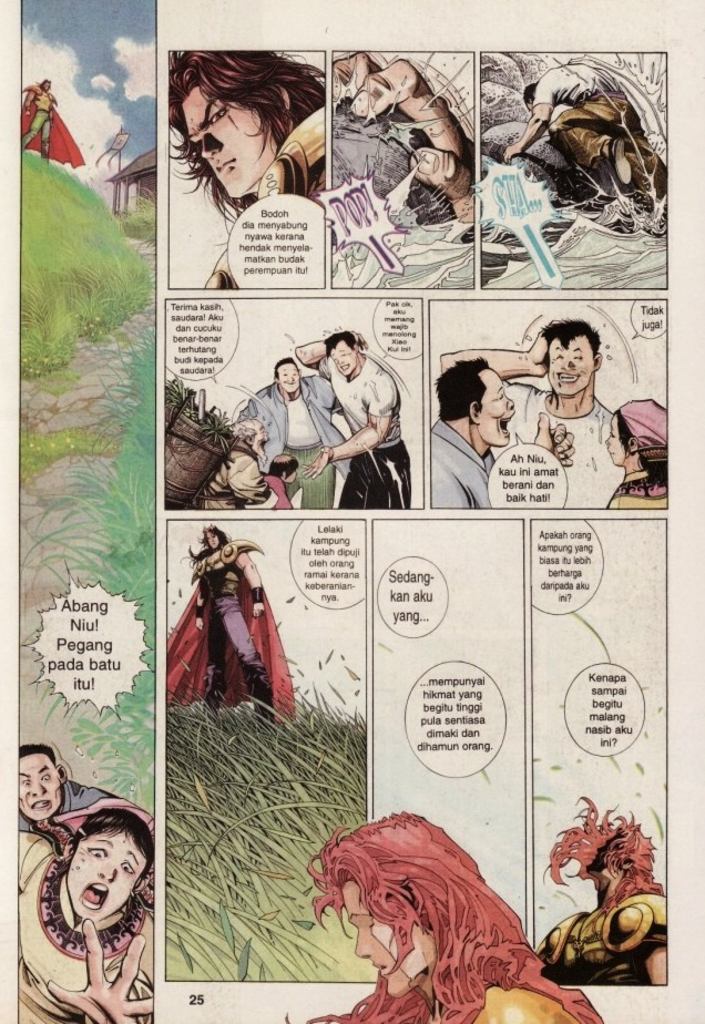 Abang
Niu!
Pegang
pada batu
itu!
Bodoh
dia menyabung
nyawa kerana
hendak menyela-
matkan budak
perempuan itu!
POP!
SYA...
Terima kasih,
saudara! Aku
dan cucuku
benar-benar
terhutang
budi kepada
saudara!
Pak cik,
aku
memang
wajib
menolong
Xiao
Kui ini!
Tidak
juga!
Ah Niu,
kau ini amat
berani dan
baik hati!
Lelaki
kampung
itu telah dipuji
oleh orang
ramai kerana
keberanian-
nya.
Sedang-
kan aku
yang...
...mempunyai
hikmat yang
begitu tinggi
pula sentiasa
dimaki dan
dihamun orang.
Apakah orang
kampung yang
biasa itu lebih
berharga
daripada aku
ini?
Kenapa
sampai
begitu
malang
nasib aku
ini?
25